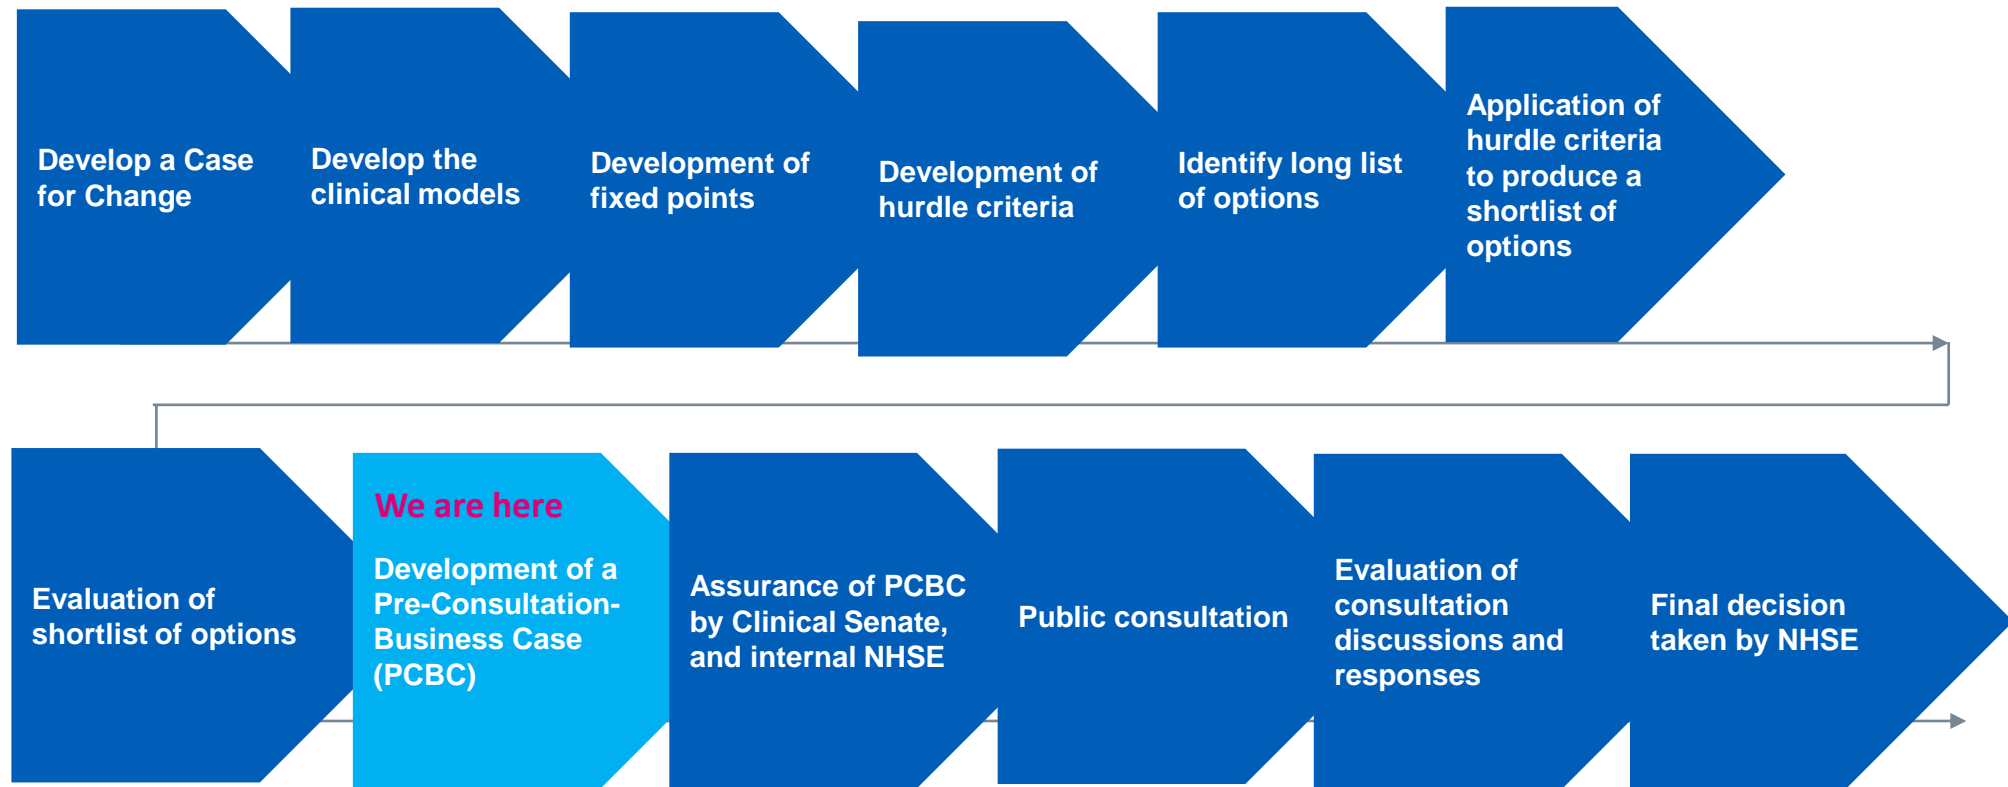 Develop a Case
for Change
Develop the
clinical models
Development of
fixed points
Development of
hurdle criteria
Identify long list
of options
Application of
hurdle criteria
to produce a
shortlist of
options
Evaluation of
shortlist of options
We are here
Development of a
Pre-Consultation-
Business Case
(PCBC)
Assurance of PCBC
by Clinical Senate,
and internal NHSE
Public consultation
Evaluation of
consultation
discussions and
responses
Final decision
taken by NHSE